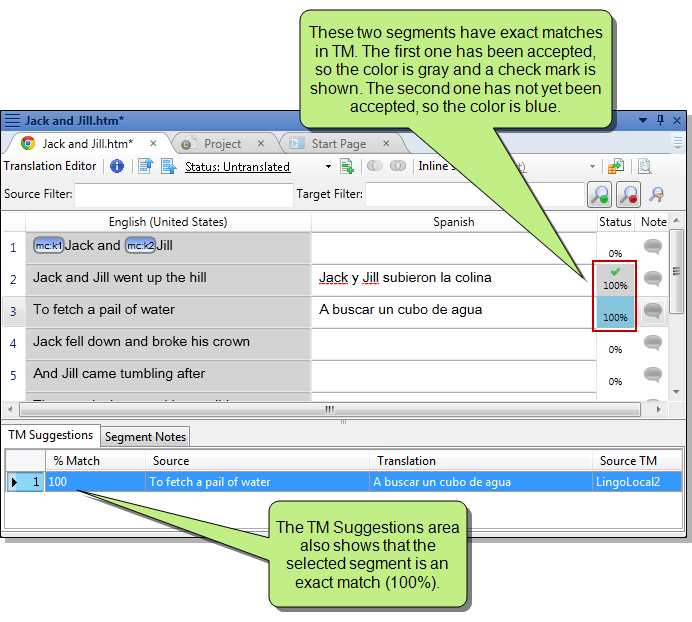 These two segments have exact matches
in TM. The first one has been accepted,
so the color is gray and a check mark is
shown. The second one has not yet been
accepted, so the color is blue.
Jack and Jill.htm*
Jack and Jill.htm* Project Start Page
Translation Editor Status: Untranslated Inline
Source Filter: Target Filter:
English (United States) Spanish Status Note
1 mc:k1 Jack and mc:k2 Jill 0%
2 Jack and Jill went up the hill Jack y Jill subieron la colina 100%
3 To fetch a pail of water A buscar un cubo de agua 100%
4 Jack fell down and broke his crown 0%
5 And Jill came tumbling after 0%
TM Suggestions Segment Notes
% Match Source Translation Source TM
1 100 To fetch a pail of water A buscar un cubo de agua LingoLocal2
The TM Suggestions area
also shows that the
selected segment is an
exact match (100%).